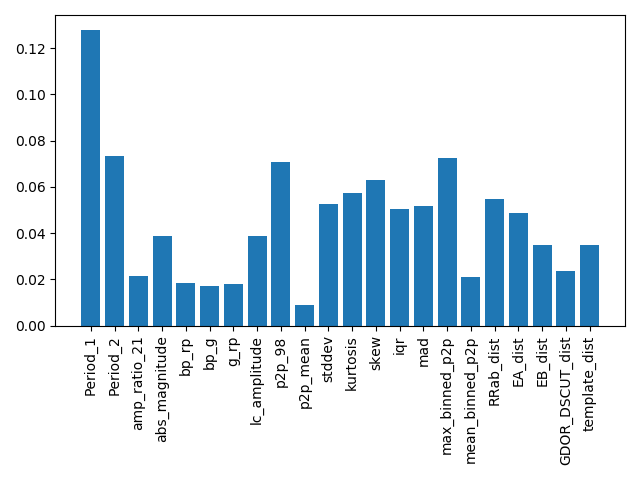 0.12
0.10
0.08
0.06
0.04
0.02
0.00
Period_1
Period_2
amp_ratio_21
abs_magnitude
bp_rp
bp_g
g_rp
lc_amplitude
p2p_98
p2p_mean
stddev
kurtosis
skew
iqr
mad
max_binned_p2p
mean_binned_p2p
RRab_dist
EA_dist
EB_dist
GDOR_DSCUT_dist
template_dist